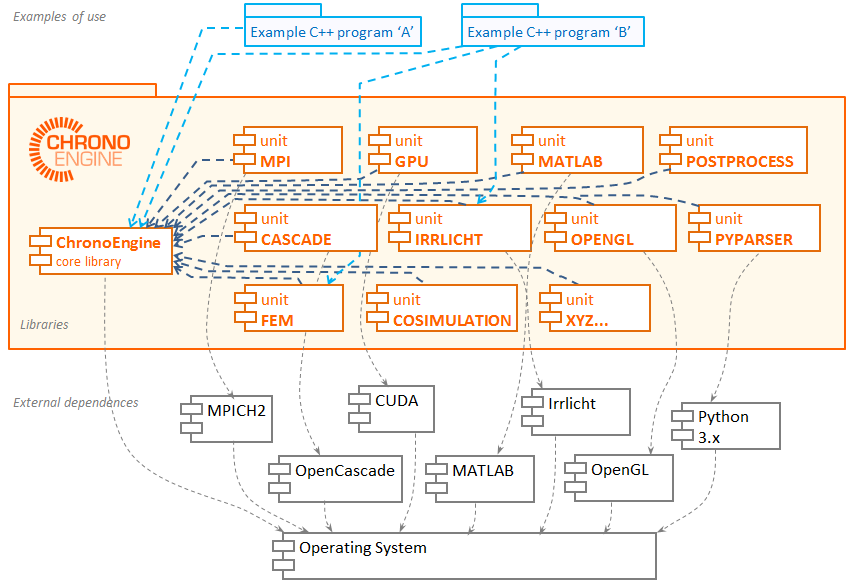 Examples of use
Example C++ program ‘A’
Example C++ program ‘B’
CHRONO
ENGINE
unit
MPI
unit
GPU
unit
MATLAB
unit
POSTPROCESS
ChronoEngine
core library
unit
CASCADE
unit
IRRLICHT
unit
OPENGL
unit
PYPARSER
unit
FEM
unit
COSIMULATION
unit
XYZ...
Libraries
External dependences
MPICH2
CUDA
Irrlicht
Python
3.x
OpenCascade
MATLAB
OpenGL
Operating System